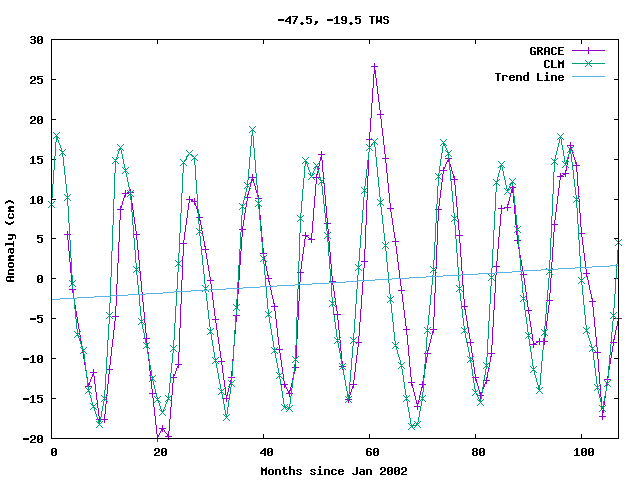 -47.5, -19.5 TWS
GRACE
CLM
Trend Line
30
25
20
15
10
5
0
-5
-10
-15
-20
Anomaly (cm)
0 20 40 60 80 100
Months since Jan 2002